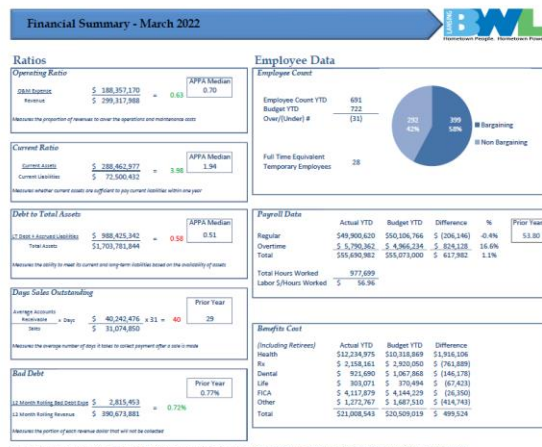 Financial Summary - March 2022
LANSING
BWL
Hometown People. Hometown Power
Ratios
Operating Ratio
O&M Expense $ 188,357,170 = 0.63
Revenue $ 299,317,988
APPA Median
0.70
Measures the proportion of revenues to cover the operations and maintenance costs
Current Ratio
Current Assets $ 288,462,977 = 3.98
Current Liabilities $ 72,500,432
APPA Median
1.94
Measures whether current assets are sufficient to pay current liabilities within one year
Debt to Total Assets
LT Debt + Accrued Liabilities $ 988,425,342 = 0.58
Total Assets $1,703,781,844
APPA Median
0.51
Measures the ability to meet its current and long-term liabilities based on the availability of assets
Days Sales Outstanding
Average Accounts
Receivable x Days $ 40,242,476 x 31 = 40
Sales $ 31,074,850
Prior Year
29
Measures the average number of days it takes to collect payment after a sale is made
Bad Debt
12 Month Rolling Bad Debt Exps $ 2,815,453 = 0.72%
12 Month Rolling Revenue $ 390,673,881
Prior Year
0.77%
Measures the portion of each revenue dollar that will not be collected
Employee Data
Employee Count
Employee Count YTD 691
Budget YTD 722
Over/(Under) # (31)
Full Time Equivalent
Temporary Employees 28
292
42%
399
58%
Bargaining
Non Bargaining
Payroll Data
Actual YTD Budget YTD Difference %
Regular $49,900,620 $50,106,766 $ (206,146) -0.4%
Overtime $ 5,790,362 $ 4,966,234 $ 824,128 16.6%
Total $55,690,982 $55,073,000 $ 617,982 1.1%
Total Hours Worked 977,699
Labor $/Hours Worked $ 56.96
Prior Year
53.80
Benefits Cost
(Including Retirees) Actual YTD Budget YTD Difference
Health $12,234,975 $10,318,869 $1,916,106
Rx $ 2,158,161 $ 2,920,050 $ (761,889)
Dental $ 921,690 $ 1,067,868 $ (146,178)
Life $ 303,071 $ 370,494 $ (67,423)
FICA $ 4,117,879 $ 4,144,229 $ (26,350)
Other $ 1,272,767 $ 1,687,510 $ (414,743)
Total $21,008,543 $20,509,019 $ 499,524